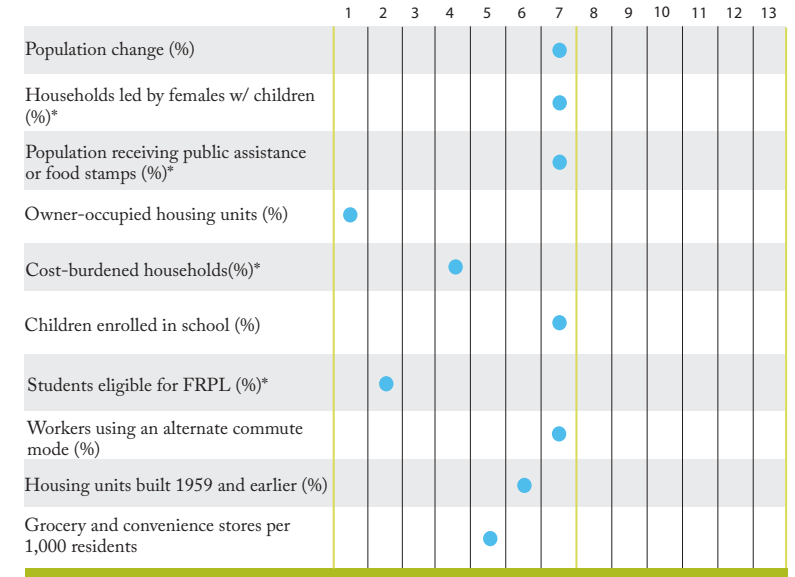 1 2 3 4 5 6 7 8 9 10 11 12 13
Population change (%)
Households led by females w/ children
(%)*
Population receiving public assistance
or food stamps (%)*
Owner-occupied housing units (%)
Cost-burdened households(%)*
Children enrolled in school (%)
Students eligible for FRPL (%)*
Workers using an alternate commute
mode (%)
Housing units built 1959 and earlier (%)
Grocery and convenience stores per
1,000 residents